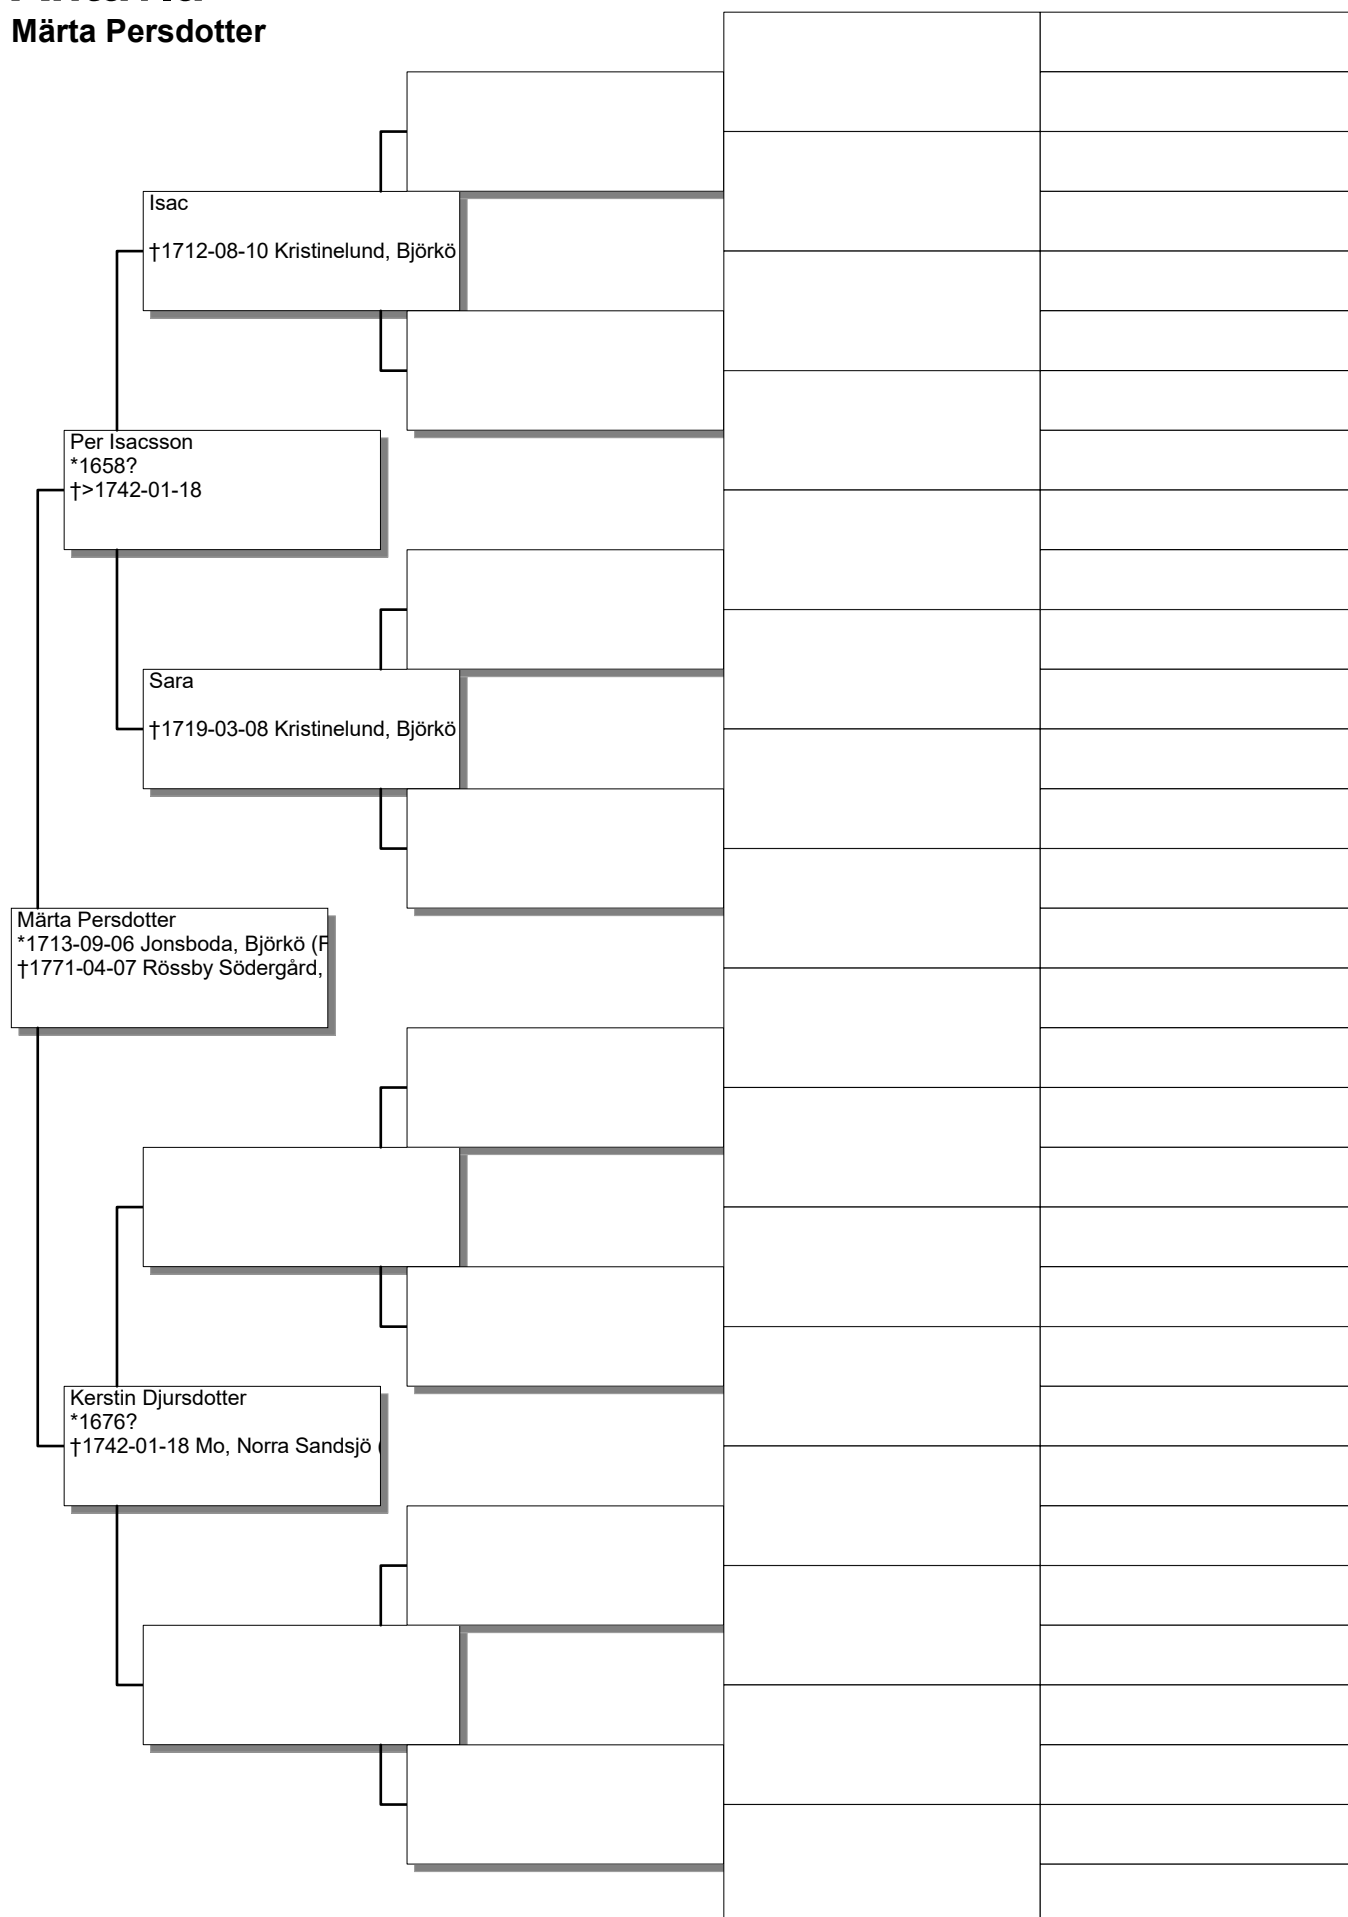 Märta Persdotter
Isac
†1712-08-10 Kristinelund, Björkö
Per Isacsson
*1658?
†>1742-01-18
Sara
†1719-03-08 Kristinelund, Björkö
Märta Persdotter
*1713-09-06 Jonsboda, Björkö (F
†1771-04-07 Rössby Södergård,
Kerstin Djursdotter
*1676?
†1742-01-18 Mo, Norra Sandsjö (